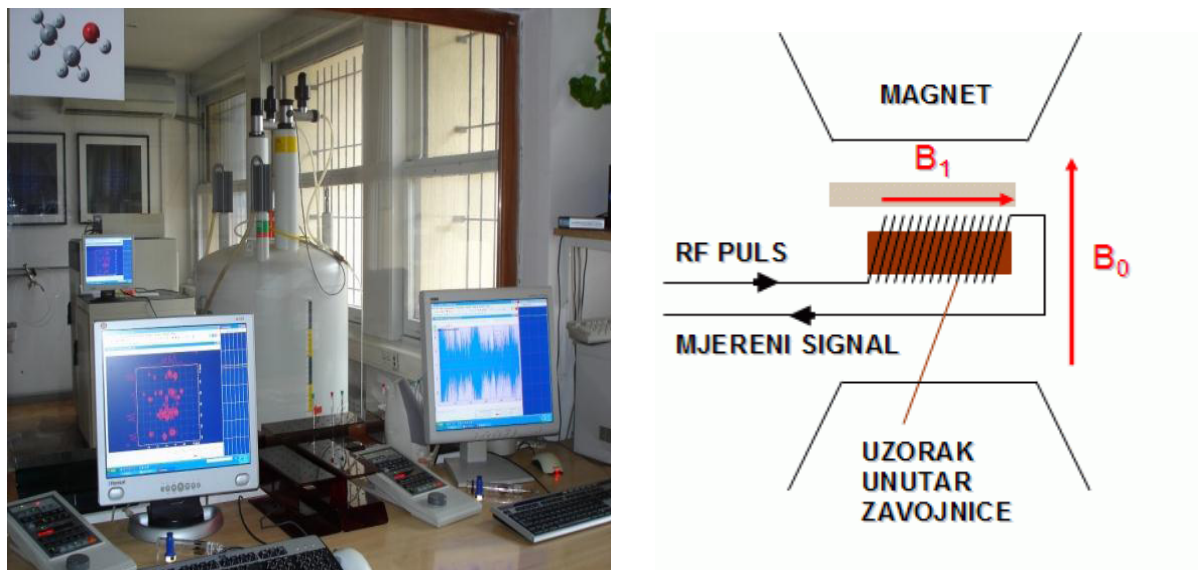 MAGNET
B1
RF PULS
B0
MJERENI SIGNAL
UZORAK
UNUTAR
ZAVOJNICE